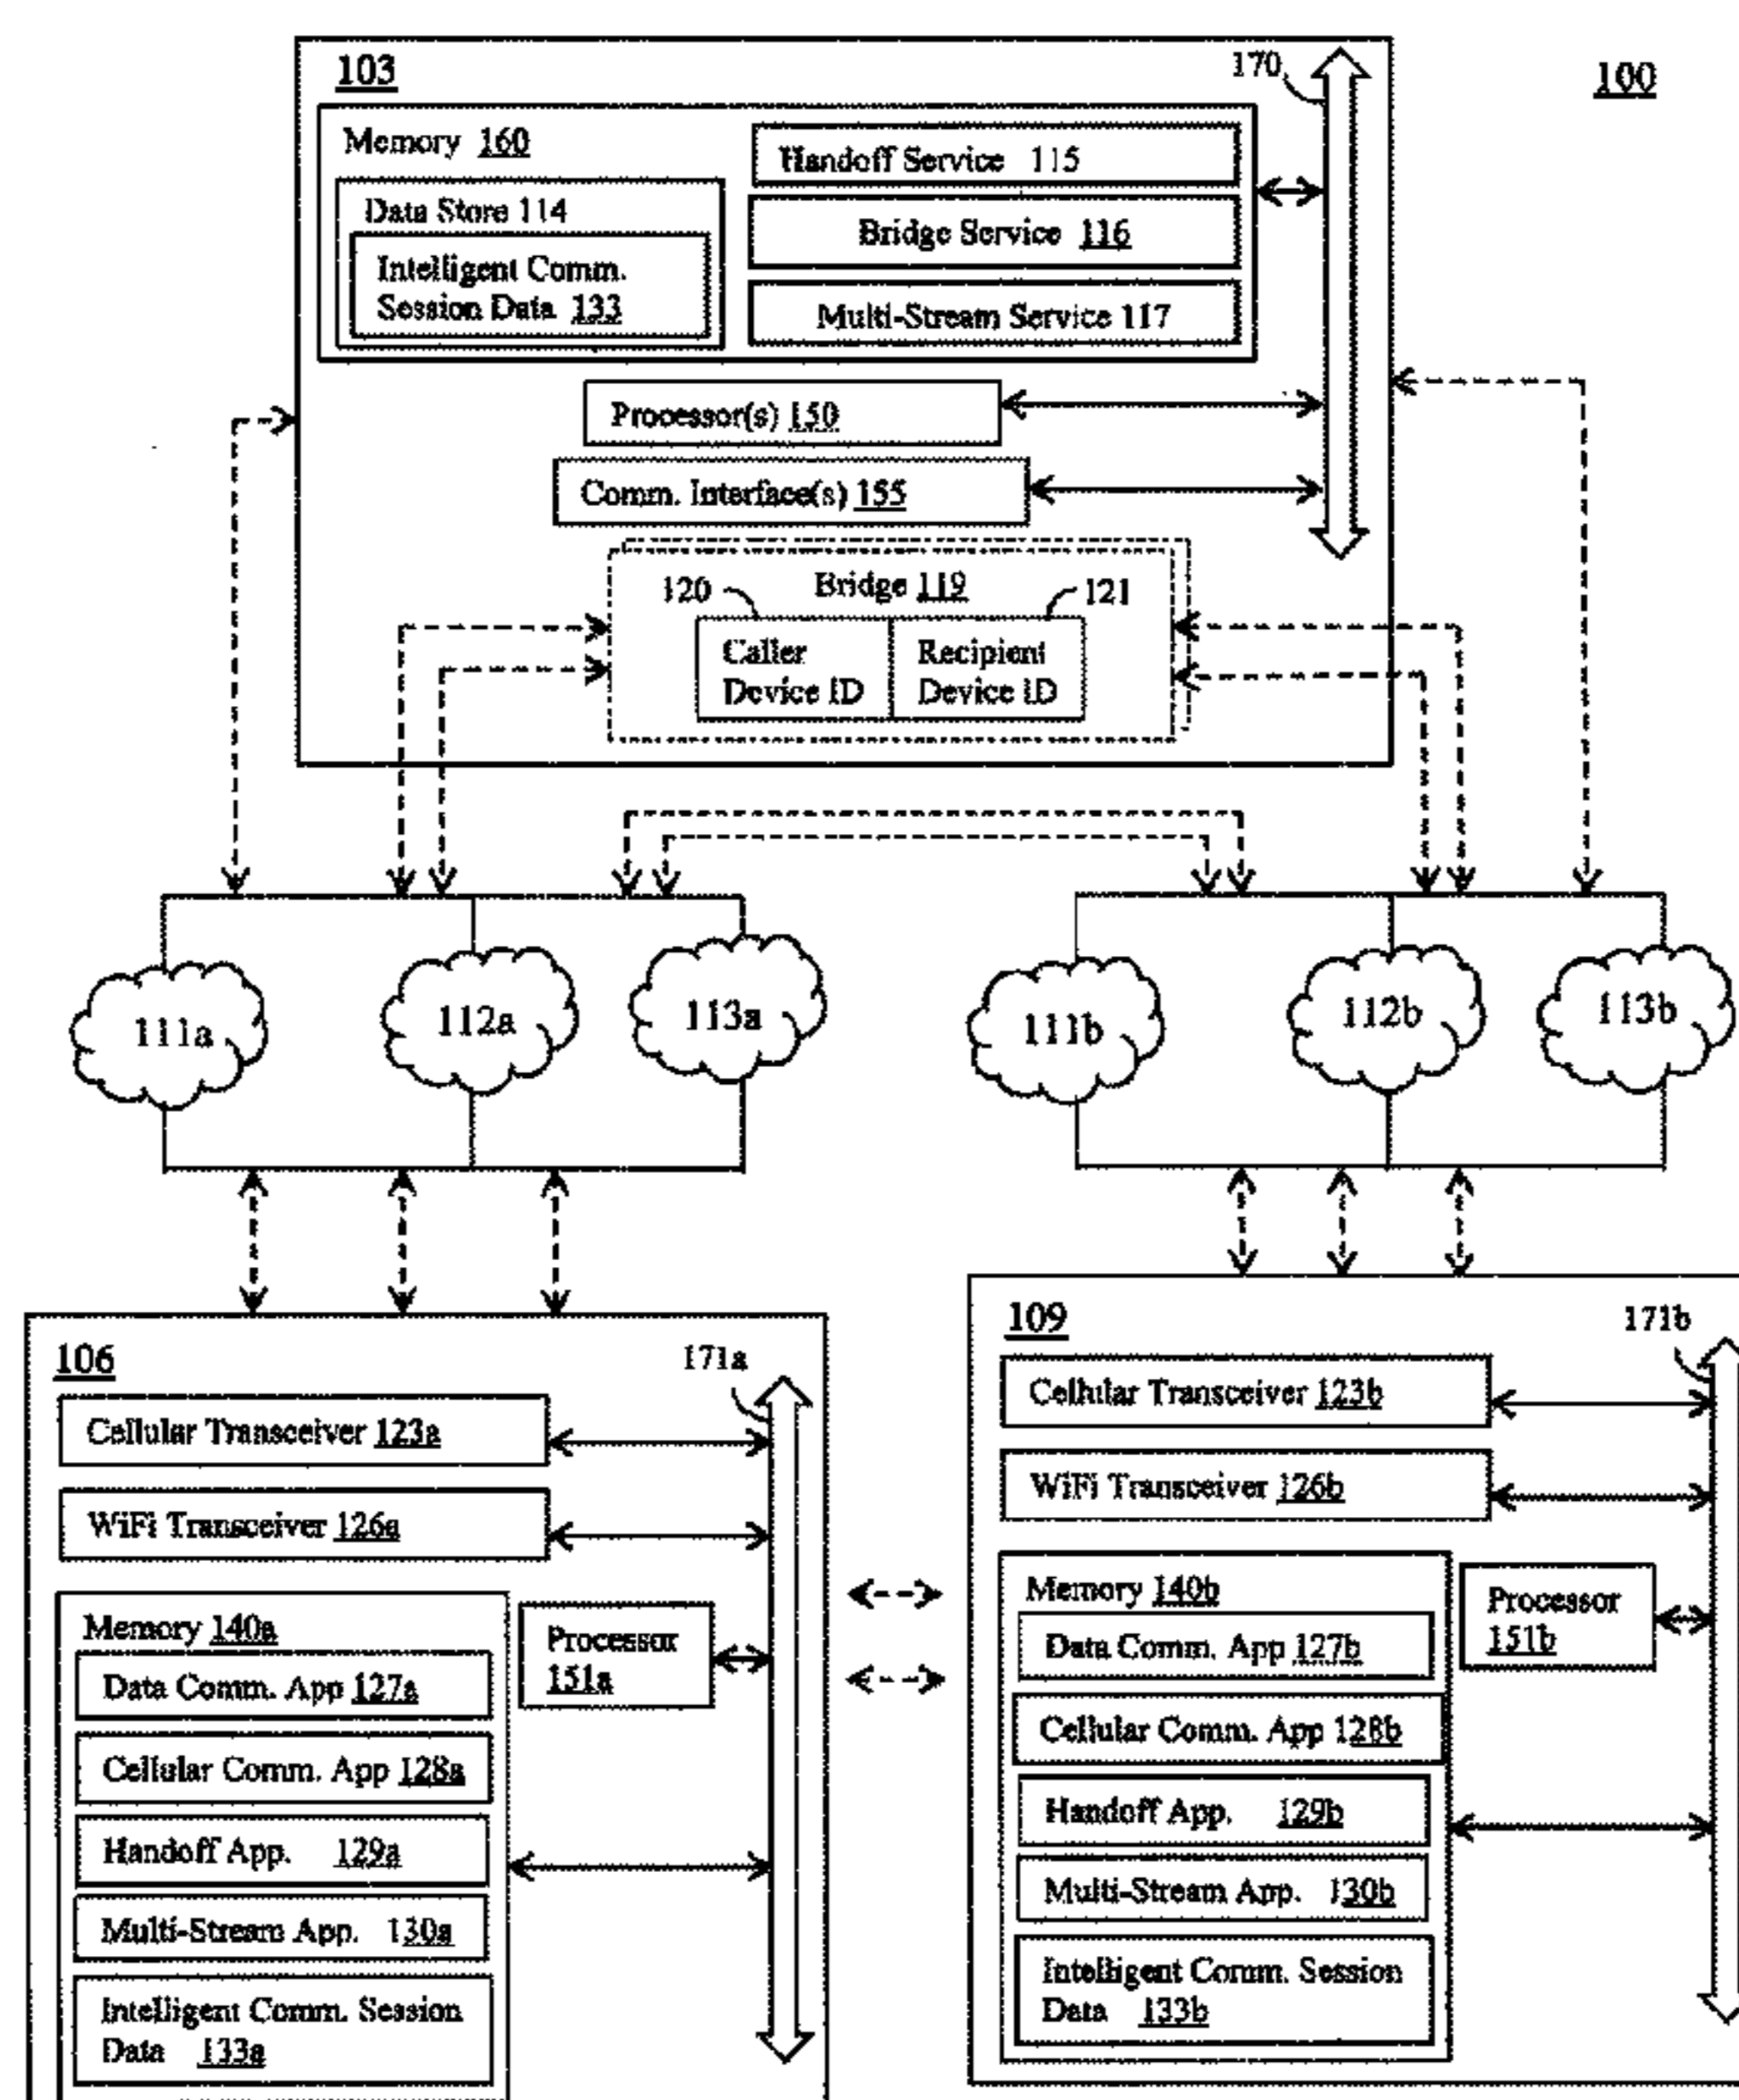 103
170
100
Memory 160
Handoff Service 115
Data Store 114
Bridge Service 116
Intelligent Comm.
Session Data 133
Multi-Stream Service 117
Processor(s) 150
Comm. Interface(s) 155
120
Bridge 119
121
Caller
Device ID
Recipient
Device ID
111a
112a
113a
111b
112b
113b
106
171a
Cellular Transceiver 123a
WiFi Transceiver 126a
Memory 140a
Processor
151a
Data Comm. App 127a
Cellular Comm. App 128a
Handoff App. 129a
Multi-Stream App. 130a
Intelligent Comm. Session
Data 133a
109
171b
Cellular Transceiver 123b
WiFi Transceiver 126b
Memory 140b
Processor
151b
Data Comm. App 127b
Cellular Comm. App 128b
Handoff App. 129b
Multi-Stream App. 130b
Intelligent Comm. Session
Data 133b